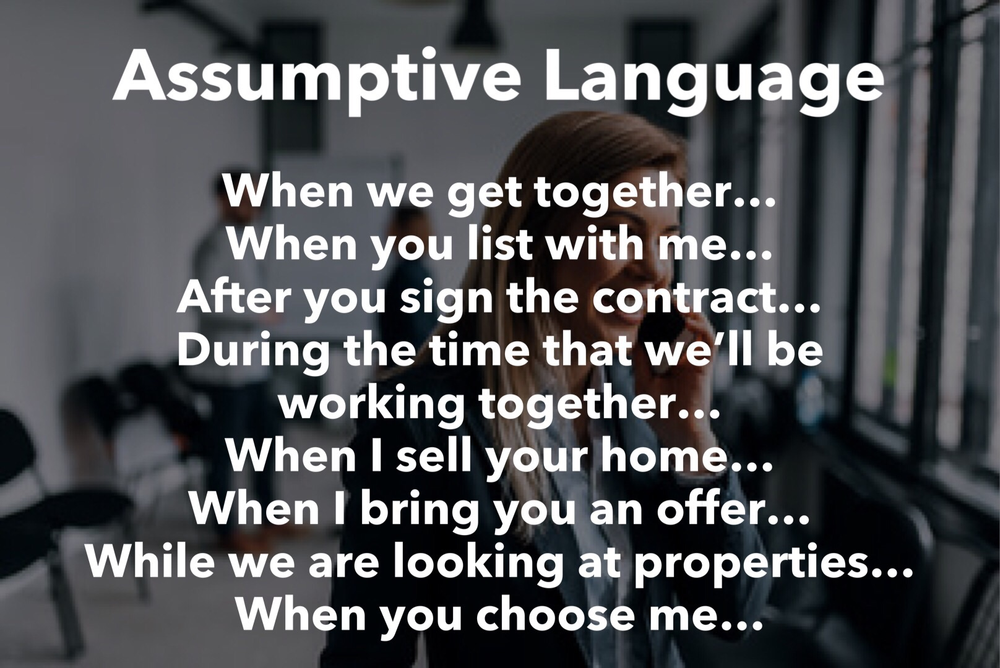 Assumptive Language
When we get together…
When you list with me…
After you sign the contract…
During the time that we’ll be
working together…
When I sell your home…
When I bring you an offer…
While we are looking at properties…
When you choose me…